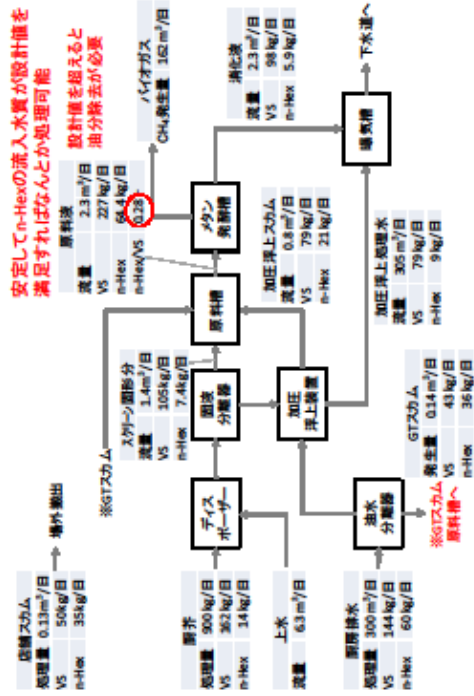 安定してn-Hexの流入水質が設計値を
満足すればなんとか処理可能
設計値を超えると
油分除去が必要
店舗スカム
処理量 0.13m³/日
VS 50kg/日
n-Hex 35kg/日
場外搬出
※GTスカム
原料液
流量 2.3m³/日
VS 227kg/日
n-Hex 64.4kg/日
n-Hex/VS 0.28
バイオガス
CH₄発生量 162m³/日
スクリーン固形分
流量 1.4m³/日
VS 105kg/日
n-Hex 7.4kg/日
厨芥
処理量 900kg/日
VS 162kg/日
n-Hex 14kg/日
ディス
ポーザー
固液
分離器
原料槽
メタン
発酵槽
消化液
流量 2.3m³/日
VS 98kg/日
n-Hex 5.9kg/日
上水
流量 6.3m³/日
加圧
浮上装置
加圧浮上スカム
流量 0.8m³/日
VS 79kg/日
n-Hex 21kg/日
曝気槽
下水道へ
厨房排水
処理量 300m³/日
VS 144kg/日
n-Hex 60kg/日
油水
分離器
※GTスカム
原料槽へ
GTスカム
発生量 0.14m³/日
VS 43kg/日
n-Hex 36kg/日
加圧浮上処理水
流量 305m³/日
VS 79kg/日
n-Hex 9kg/日